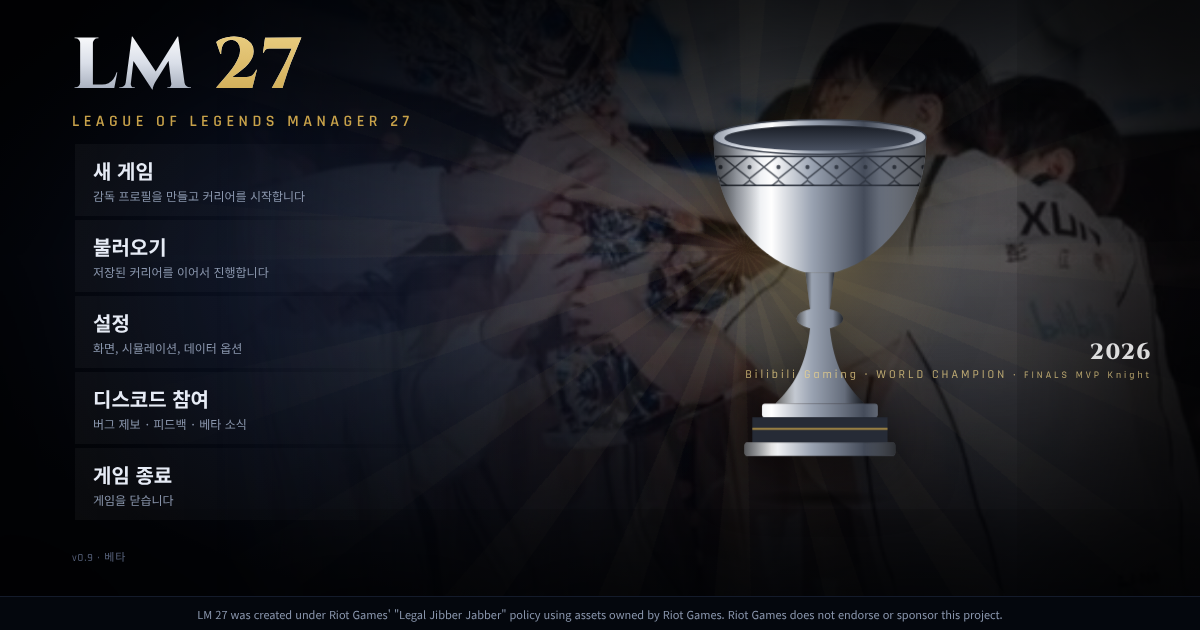 LM 27
LEAGUE OF LEGENDS MANAGER 27
새 게임
감독 프로필을 만들고 커리어를 시작합니다
불러오기
저장된 커리어를 이어서 진행합니다
설정
화면, 시뮬레이션, 데이터 옵션
디스코드 참여
버그 제보 · 피드백 · 베타 소식
게임 종료
게임을 닫습니다
v0.9 · 베타
XUN
2026
Bilibili Gaming · WORLD CHAMPION · FINALS MVP Knight
LM 27 was created under Riot Games' "Legal Jibber Jabber" policy using assets owned by Riot Games. Riot Games does not endorse or sponsor this project.